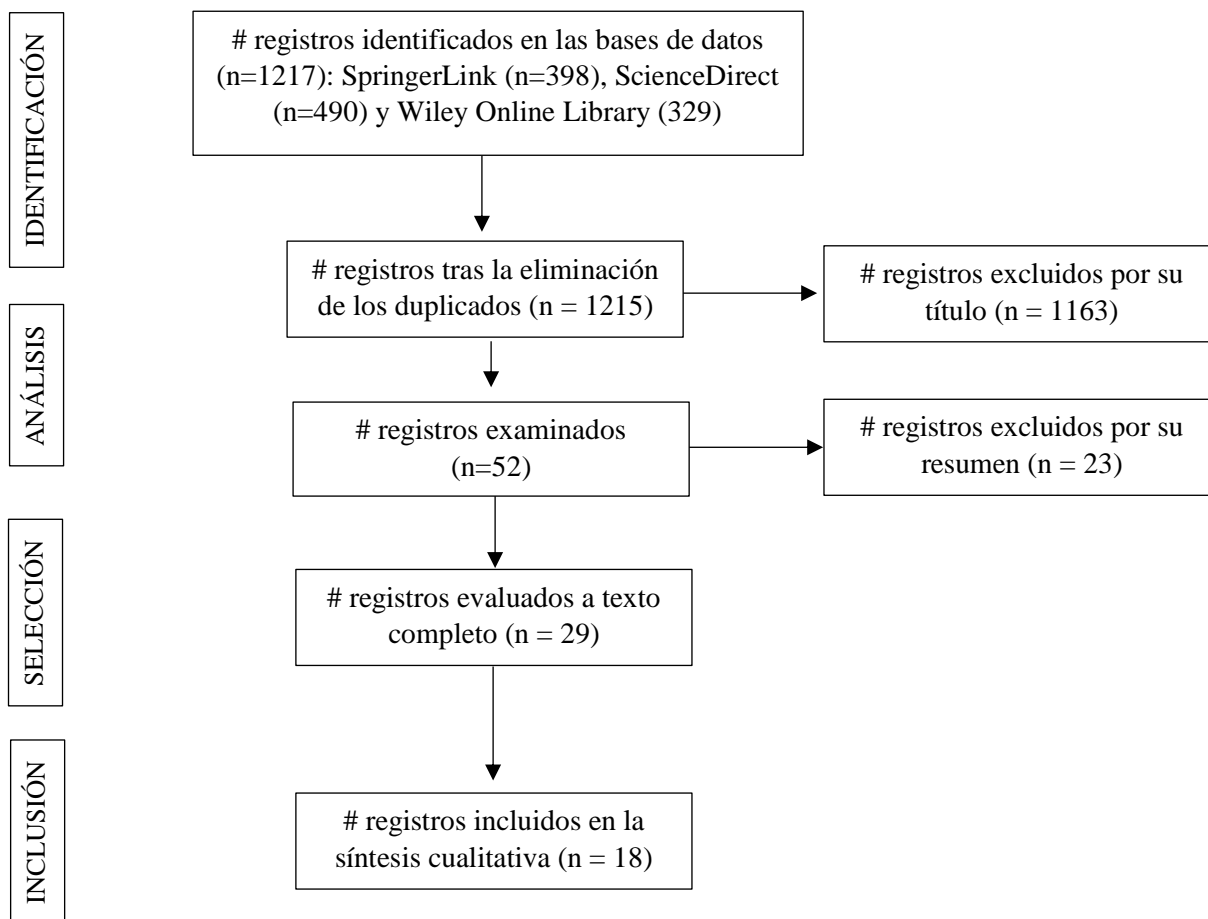 IDENTIFICACIÓN
# registros identificados en las bases de datos
(n=1217): SpringerLink (n=398), ScienceDirect
(n=490) y Wiley Online Library (329)
# registros tras la eliminación
de los duplicados (n = 1215)
# registros excluidos por su
título (n = 1163)
ANÁLISIS
# registros examinados
(n=52)
# registros excluidos por su
resumen (n = 23)
SELECCIÓN
# registros evaluados a texto
completo (n = 29)
INCLUSIÓN
# registros incluidos en la
síntesis cualitativa (n = 18)